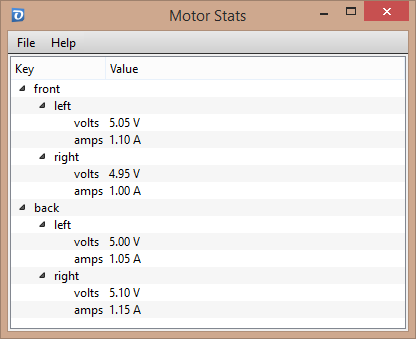 Motor Stats
File Help
Key Value
front
left
volts 5.05 V
amps 1.10 A
right
volts 4.95 V
amps 1.00 A
back
left
volts 5.00 V
amps 1.05 A
right
volts 5.10 V
amps 1.15 A